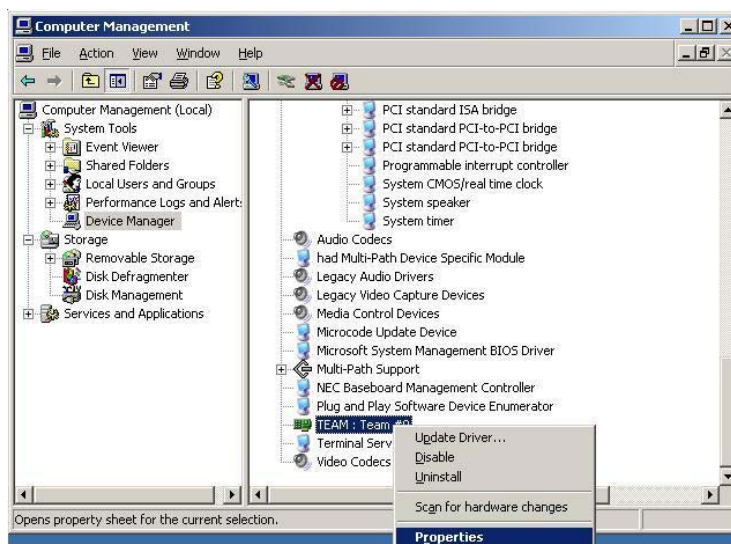 Computer Management
File Action View Window Help
Computer Management (Local)
System Tools
Event Viewer
Shared Folders
Local Users and Groups
Performance Logs and Alert
Device Manager
Storage
Removable Storage
Disk Defragmenter
Disk Management
Services and Applications
PCI standard ISA bridge
PCI standard PCI-to-PCI bridge
PCI standard PCI-to-PCI bridge
Programmable interrupt controller
System CMOS/real time clock
System speaker
System timer
Audio Codecs
had Multi-Path Device Specific Module
Legacy Audio Drivers
Legacy Video Capture Devices
Media Control Devices
Microcode Update Device
Microsoft System Management BIOS Driver
Multi-Path Support
NEC Baseboard Management Controller
Plug and Play Software Device Enumerator
TEAM : Team #0
Terminal Serv
Video Codecs
Update Driver...
Disable
Uninstall
Scan for hardware changes
Properties
Opens property sheet for the current selection.